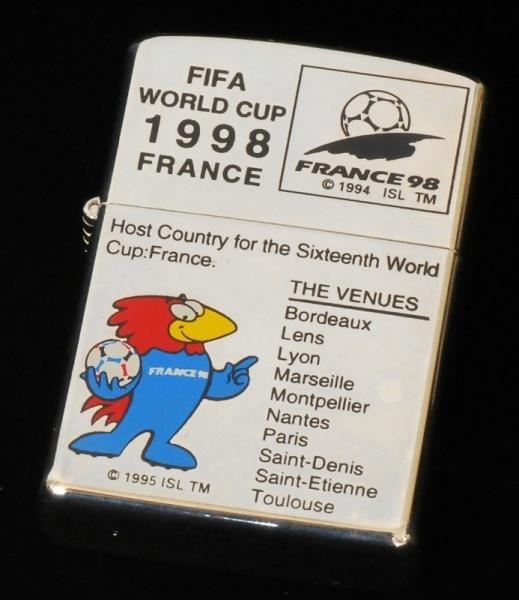 FIFA
WORLD CUP
1998
FRANCE
FRANCE 98
© 1994 ISL TM
Host Country for the Sixteenth World
Cup:France.
THE VENUES
Bordeaux
Lens
Lyon
Marseille
Montpellier
Nantes
Paris
Saint-Denis
Saint-Etienne
Toulouse
FRANCE 98
© 1995 ISL TM